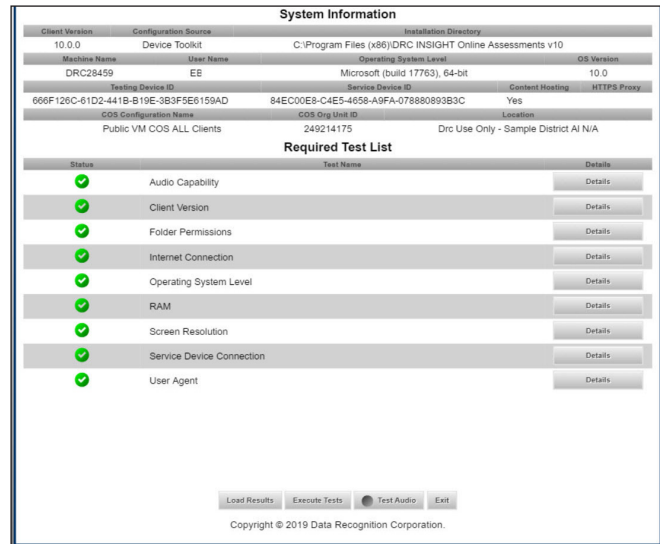 System Information
Client Version Configuration Source Installation Directory
10.0.0 Device Toolkit C:\Program Files (x86)\DRC INSIGHT Online Assessments v10
Machine Name User Name Operating System Level OS Version
DRC28459 EB Microsoft (build 17763), 64-bit 10.0
Testing Device ID Service Device ID Content Hosting HTTPS Proxy
666F126C-61D2-441B-B19E-3B3F5E6159AD 84EC00E8-C4E5-4658-A9FA-078880893B3C Yes
COS Configuration Name COS Org Unit ID Location
Public VM COS ALL Clients 249214175 Drc Use Only - Sample District Al N/A
Required Test List
Status Test Name Details
Audio Capability Details
Client Version Details
Folder Permissions Details
Internet Connection Details
Operating System Level Details
RAM Details
Screen Resolution Details
Service Device Connection Details
User Agent Details
Load Results Execute Tests Test Audio Exit
Copyright © 2019 Data Recognition Corporation.